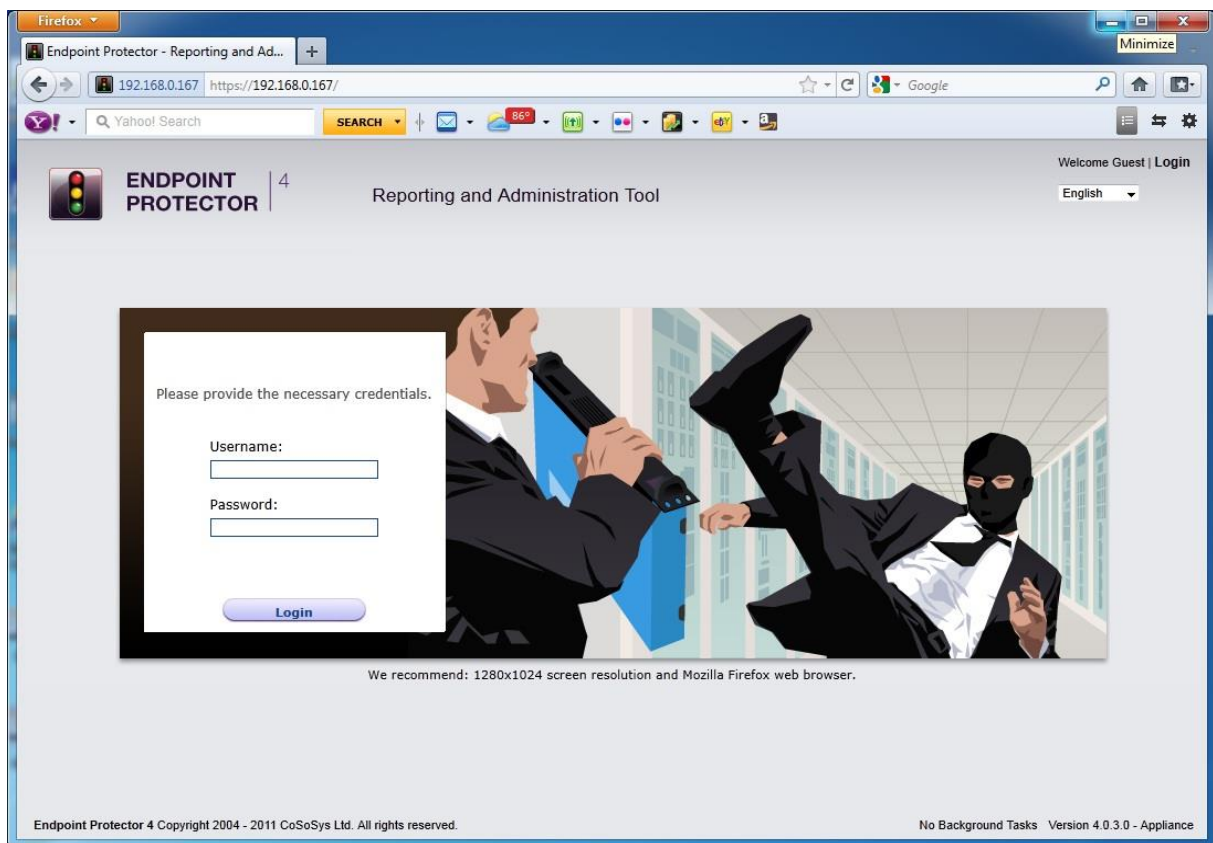 Firefox
Endpoint Protector - Reporting and Ad...
Minimize
192.168.0.167 https://192.168.0.167/
Google
Yahoo! Search
SEARCH
86°
Welcome Guest | Login
English
ENDPOINT PROTECTOR 4
Reporting and Administration Tool
Please provide the necessary credentials.
Username:
Password:
Login
We recommend: 1280x1024 screen resolution and Mozilla Firefox web browser.
Endpoint Protector 4 Copyright 2004 - 2011 CoSoSys Ltd. All rights reserved.
No Background Tasks Version 4.0.3.0 - Appliance